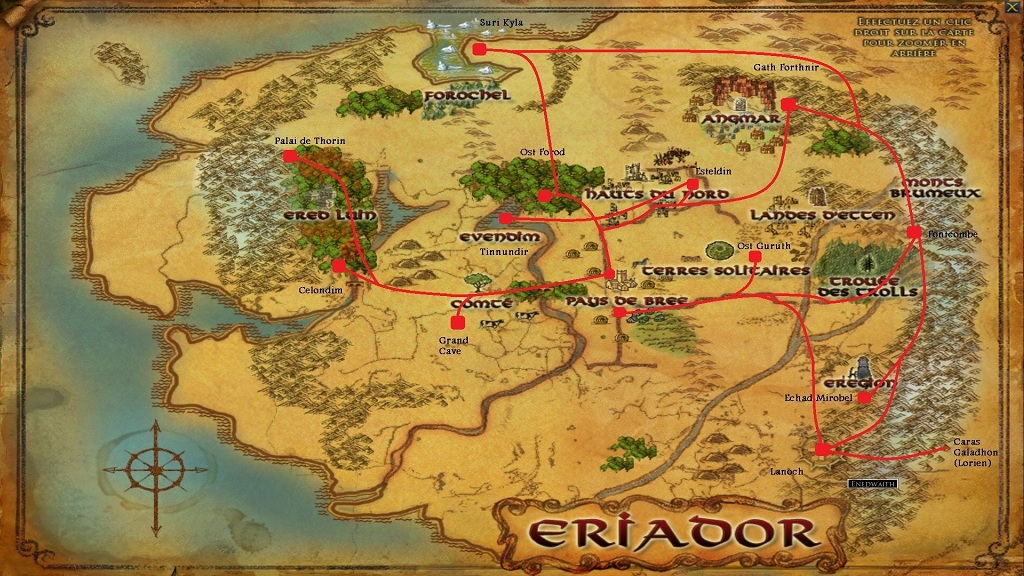 Suri Kyla
EFFECTUEZ UN CLIC
DROIT SUR LA CARTE
POUR ZOOMER EN
ARRIÈRE
Gath Forthnir
FOROCHEL
ANGMAR
Palai de Thorin
Ost Forod
Esteldin
HAUTS DU NORD
MONTS
BRUMEUX
ERED LUIN
LANDES D'ETTEN
EVENDIM
Tinnundir
Fontcombe
Ost Guruth
TERRES SOLITAIRES
TROUÉE
DES TROLLS
Celondim
COMTÉ
PAYS DE BREE
Grand
Cave
EREGION
Echad Mirobel
Caras
Galadhon
(Lorien)
Lanoch
ENEDWAITH
ERIADOR